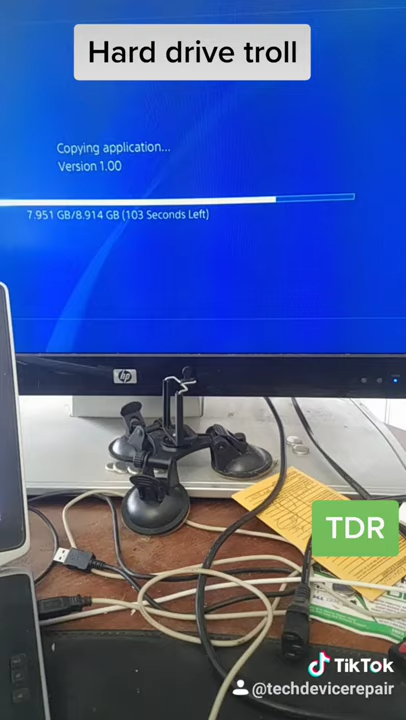 Hard drive troll
Copying application...
Version 1.00
7.951 GB/8.914 GB (103 Seconds Left)
hp
TDR
TikTok
@techdevicerepair